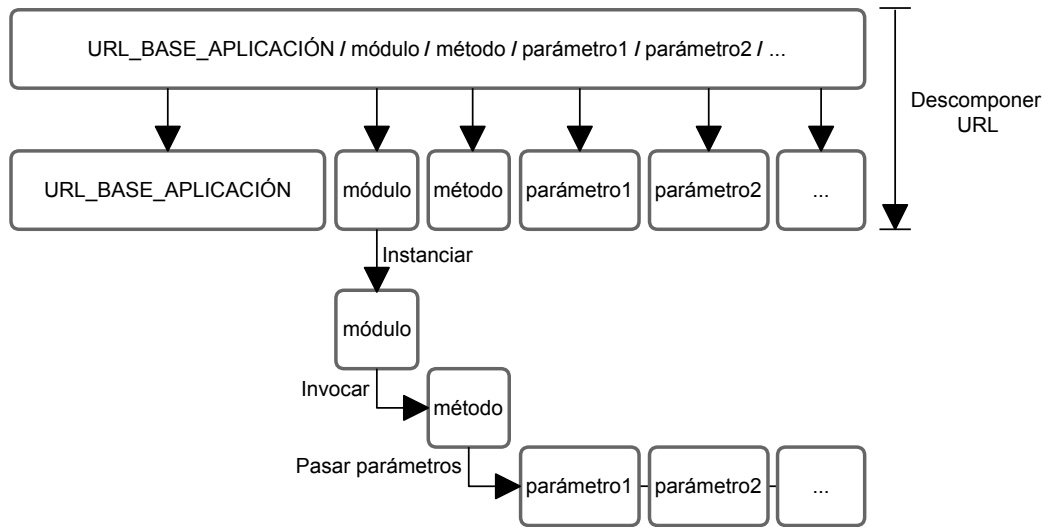 URL_BASE_APLICACIÓN / módulo / método / parámetro1 / parámetro2 / ...
Descomponer
URL
URL_BASE_APLICACIÓN
módulo
método
parámetro1
parámetro2
...
Instanciar
módulo
Invocar
método
Pasar parámetros
parámetro1
parámetro2
...